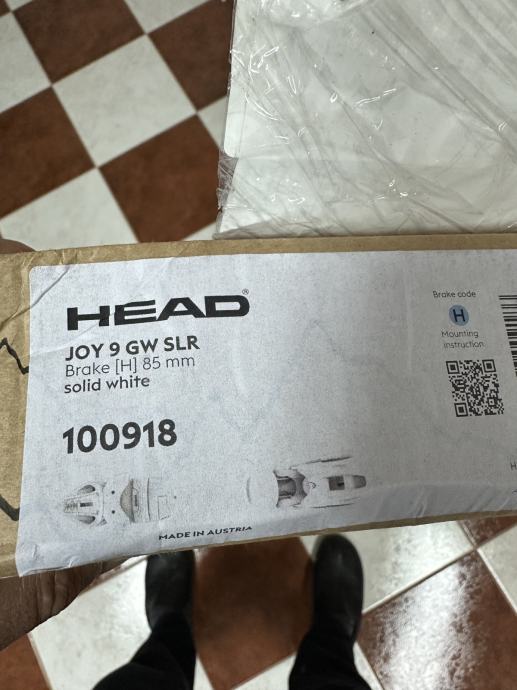 HEAD®
JOY 9 GW SLR
Brake [H] 85 mm
solid white
100918
MADE IN AUSTRIA
Brake code
H
Mounting
instruction